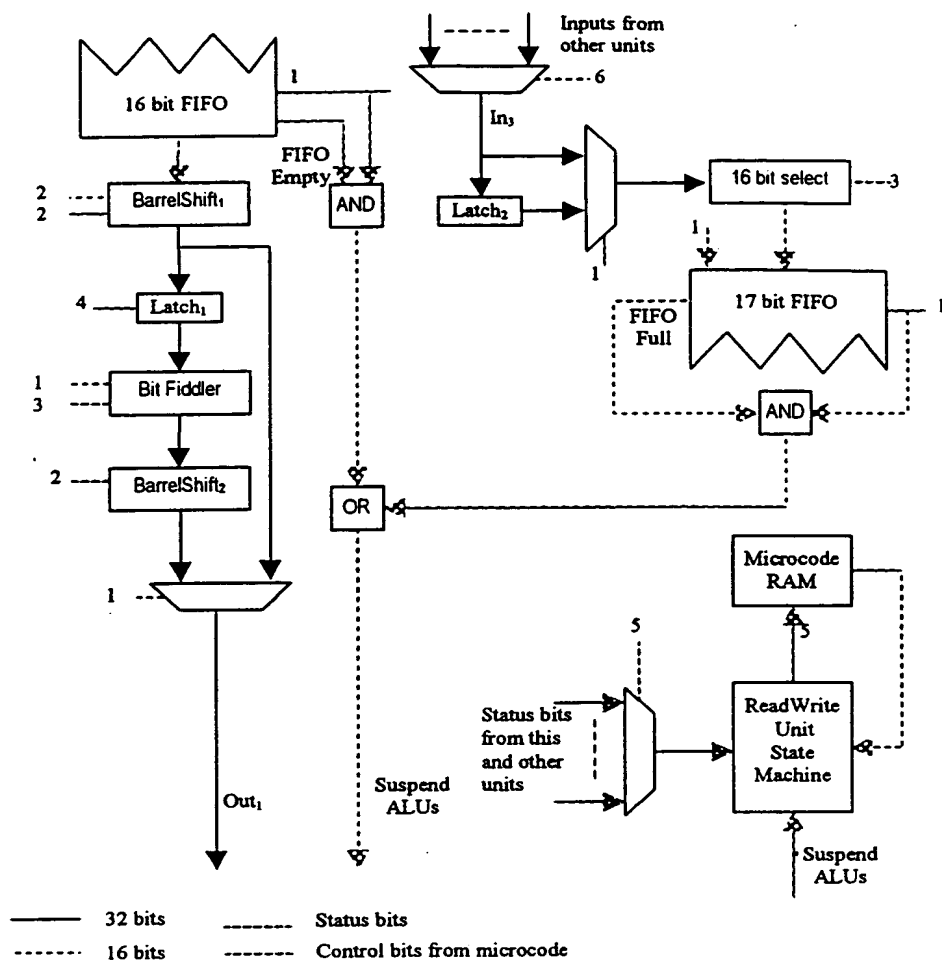 Inputs from
other units
1
6
16 bit FIFO
In₃
FIFO
Empty
2
2
BarrelShift₁
AND
Latch₂
16 bit select
3
1
1
4
Latch₁
FIFO
Full
17 bit FIFO
1
1
3
Bit Fiddler
AND
2
BarrelShift₂
OR
Microcode
RAM
1
5
5
Status bits
from this
and other
units
ReadWrite
Unit
State
Machine
Out₁
Suspend
ALUs
Suspend
ALUs
32 bits
Status bits
16 bits
Control bits from microcode